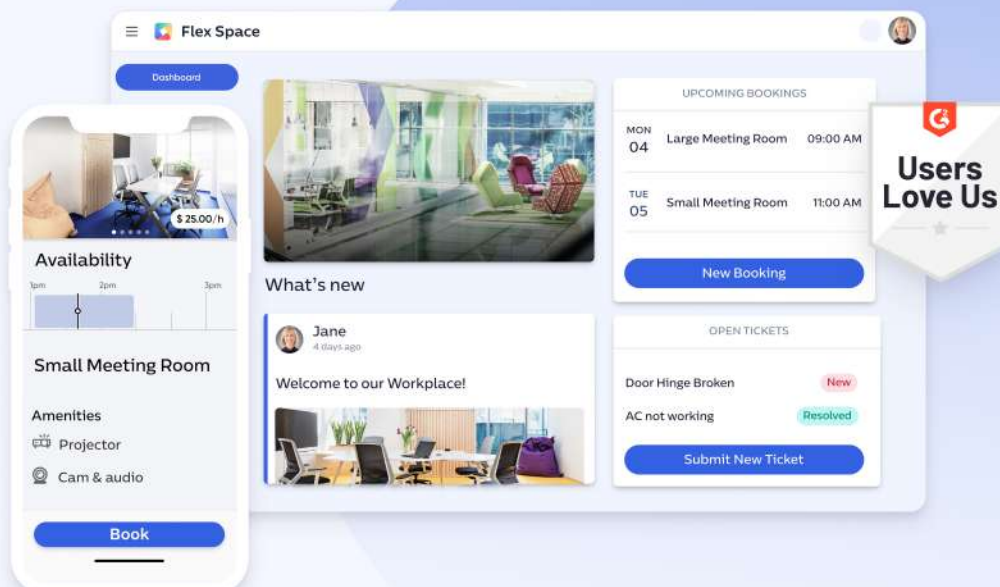 Flex Space
Dashboard
$ 25.00/h
Availability
1pm 2pm 3pm
Small Meeting Room
Amenities
Projector
Cam & audio
Book
What's new
Jane
4 days ago
Welcome to our Workplace!
UPCOMING BOOKINGS
MON
04
Large Meeting Room
09:00 AM
TUE
05
Small Meeting Room
11:00 AM
New Booking
OPEN TICKETS
Door Hinge Broken New
AC not working Resolved
Submit New Ticket
G2
Users
Love Us